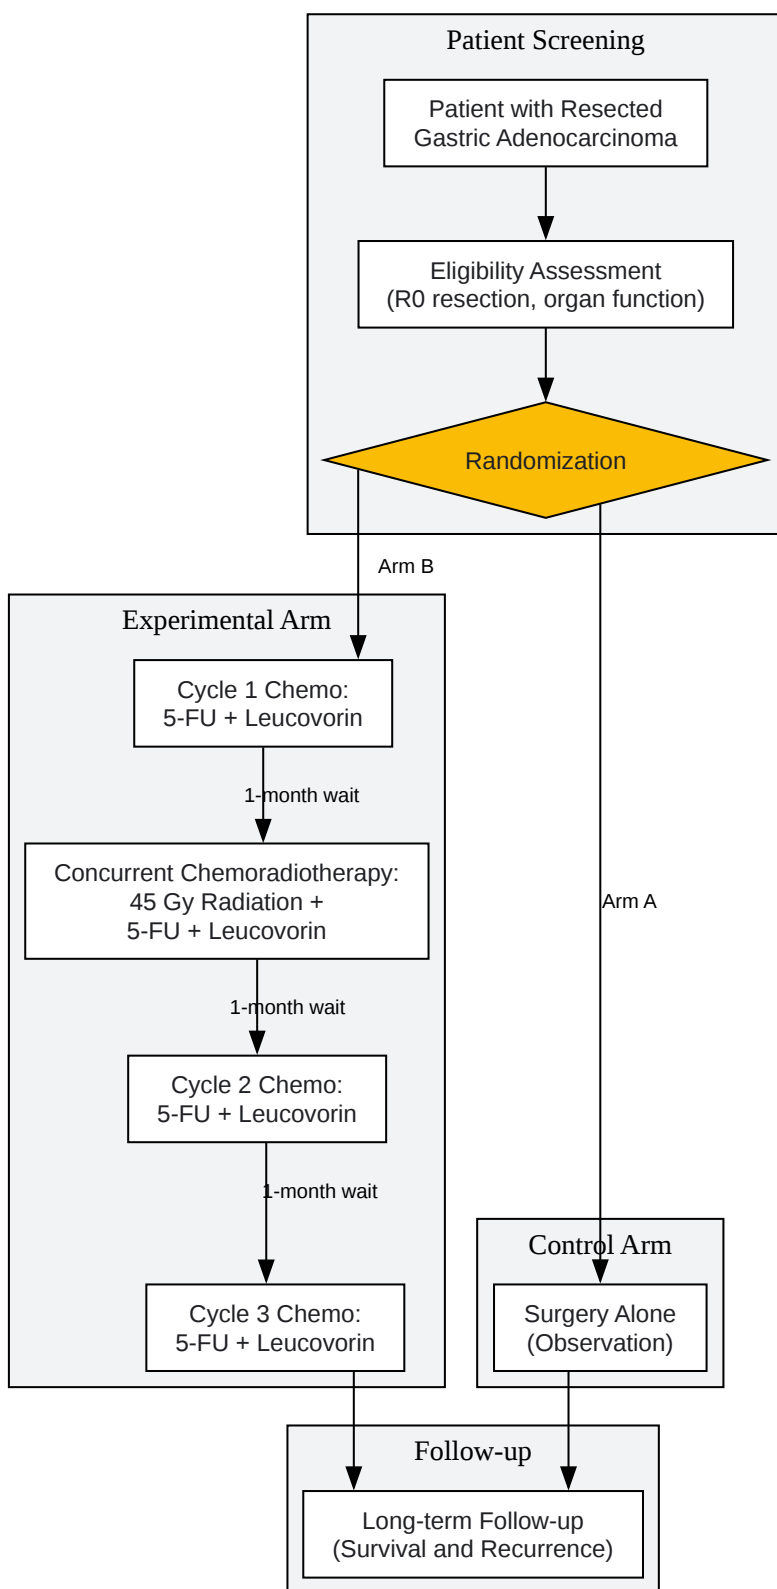 Patient Screening
Patient with Resected
Gastric Adenocarcinoma
Eligibility Assessment
(R0 resection, organ function)
Randomization
Arm B
Experimental Arm
Cycle 1 Chemo:
5-FU + Leucovorin
1-month wait
Concurrent Chemoradiotherapy:
45 Gy Radiation +
5-FU + Leucovorin
Arm A
1-month wait
Cycle 2 Chemo:
5-FU + Leucovorin
1-month wait
Control Arm
Cycle 3 Chemo:
5-FU + Leucovorin
Surgery Alone
(Observation)
Follow-up
Long-term Follow-up
(Survival and Recurrence)